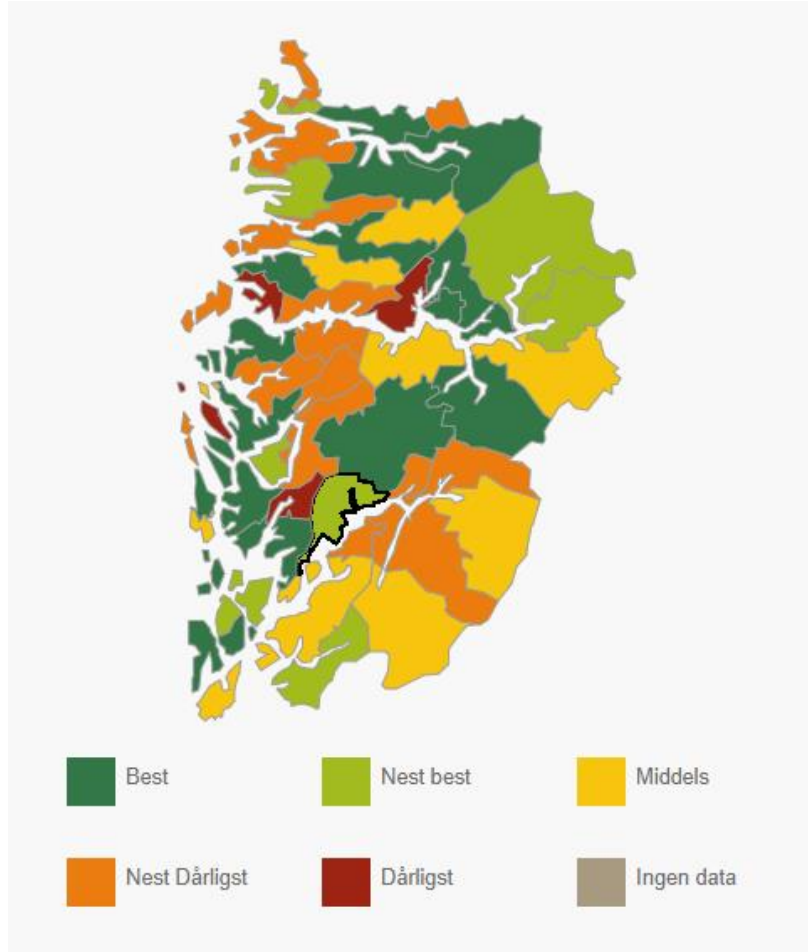 Best
Nest best
Middels
Nest Dårligst
Dårligst
Ingen data